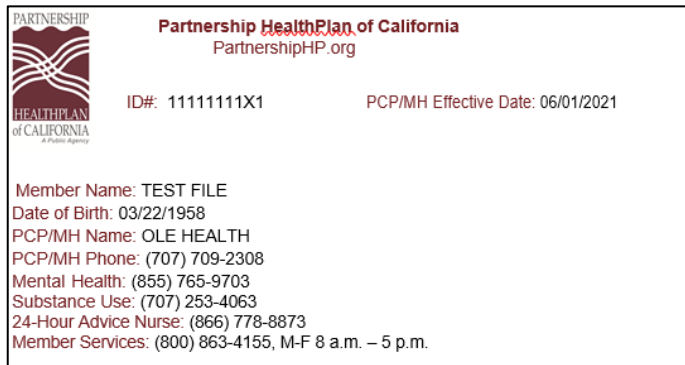 PARTNERSHIP
HEALTHPLAN
of CALIFORNIA
A Public Agency
Partnership HealthPlan of California
PartnershipHP.org
ID#: 11111111X1 PCP/MH Effective Date: 06/01/2021
Member Name: TEST FILE
Date of Birth: 03/22/1958
PCP/MH Name: OLE HEALTH
PCP/MH Phone: (707) 709-2308
Mental Health: (855) 765-9703
Substance Use: (707) 253-4063
24-Hour Advice Nurse: (866) 778-8873
Member Services: (800) 863-4155, M-F 8 a.m. – 5 p.m.